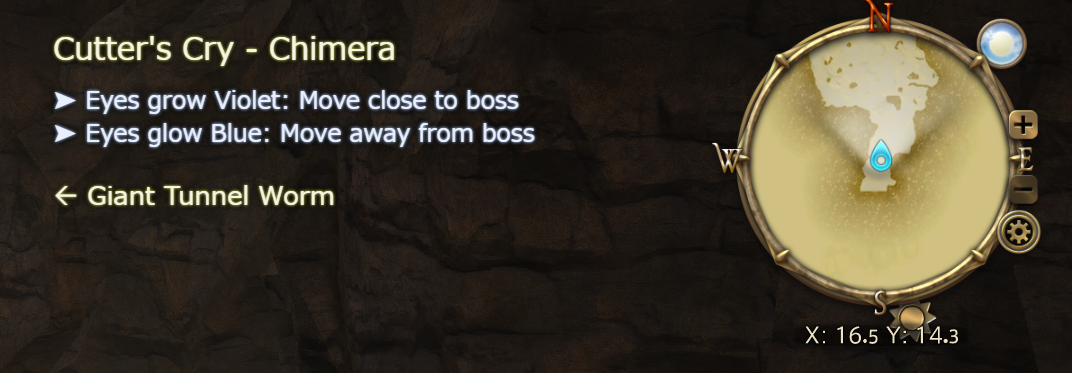 Cutter's Cry - Chimera
➤ Eyes grow Violet: Move close to boss
➤ Eyes glow Blue: Move away from boss
← Giant Tunnel Worm
N
W
E
S
X: 16.5 Y: 14.3